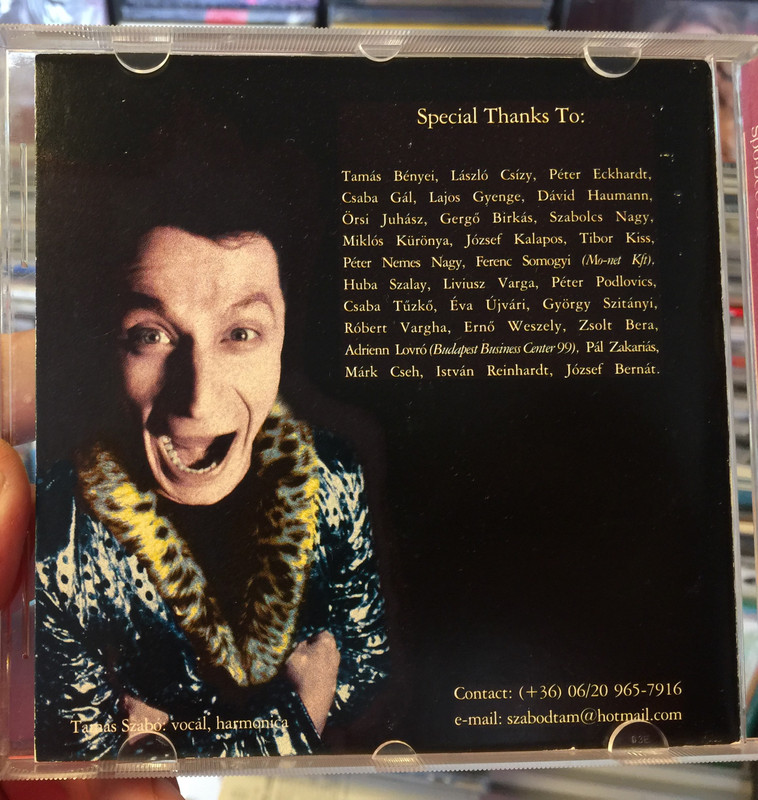 Special Thanks To:
Tamás Bényei, László Csízy, Péter Eckhardt,
Csaba Gál, Lajos Gyenge, Dávid Haumann,
Örsi Juhász, Gergő Birkás, Szabolcs Nagy,
Miklós Kürönya, József Kalapos, Tibor Kiss,
Péter Nemes Nagy, Ferenc Somogyi (Mo-net Kft),
Huba Szalay, Liviusz Varga, Péter Podlovics,
Csaba Tűzkő, Éva Újvári, György Szitányi,
Róbert Vargha, Ernő Weszely, Zsolt Bera,
Adrienn Lovró (Budapest Business Center 99), Pál Zakariás,
Márk Cseh, István Reinhardt, József Bernát.
Contact: (+36) 06/20 965-7916
e-mail: szabodtam@hotmail.com
Tamás Szabó: vocál, harmonica